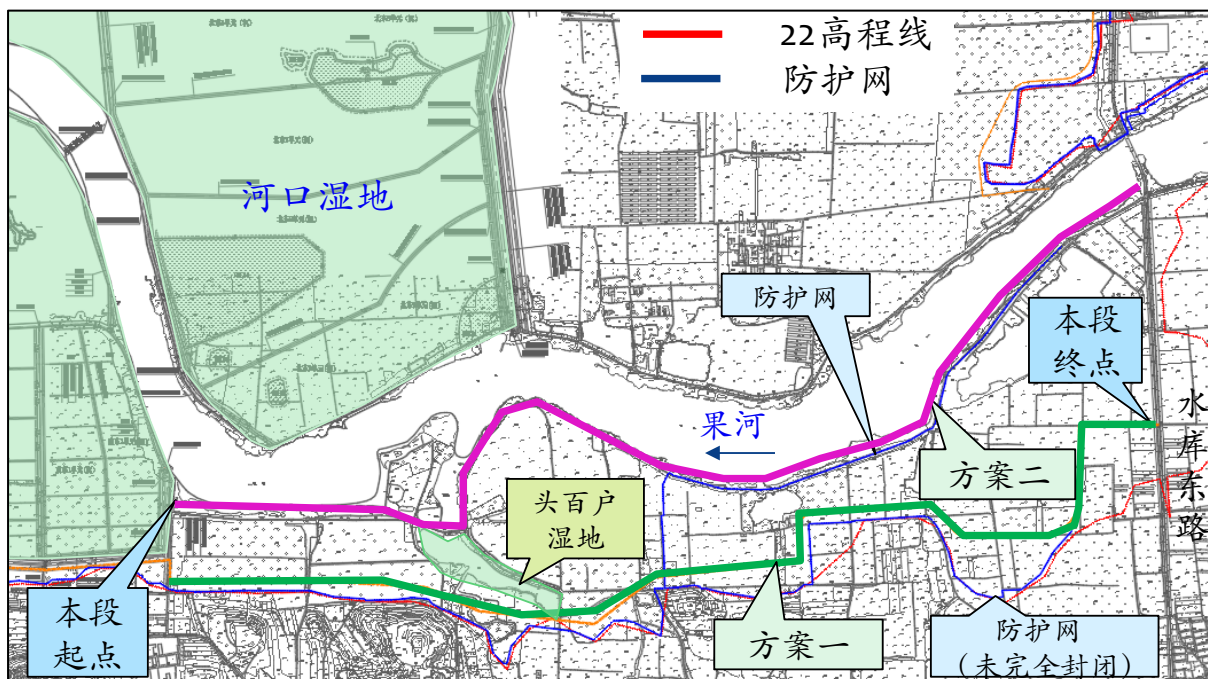 22高程线
防护网
河口湿地
防护网
本段
终点
果河
水库东路
方案二
头百户
湿地
本段
起点
方案一
防护网
（未完全封闭）